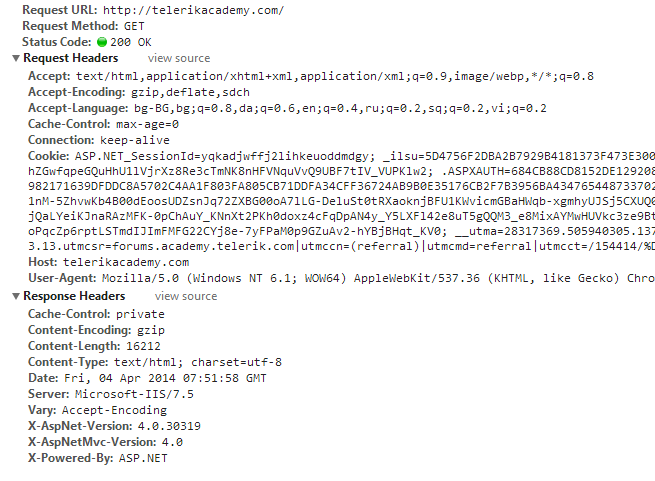 Request URL: http://telerikacademy.com/
Request Method: GET
Status Code: 200 OK
Request Headers view source
Accept: text/html,application/xhtml+xml,application/xml;q=0.9,image/webp,*/*;q=0.8
Accept-Encoding: gzip,deflate,sdch
Accept-Language: bg-BG,bg;q=0.8,da;q=0.6,en;q=0.4,ru;q=0.2,sq;q=0.2,vi;q=0.2
Cache-Control: max-age=0
Connection: keep-alive
Cookie: ASP.NET_SessionId=yqkadjwffj2lihkeuoddmdgy; _ilsu=5D4756F2DBA2B7929B4181373F473E300
hZGwfqpeGQuHhU1lVjrXz8Re3cTmNK8nHFVNquVvQ9UBF7tIV_VUPKlw2; .ASPXAUTH=684CB88CD8152DE129208
982171639DFDDC8A5702C4AA1F803FA805CB71DDFA34CFF36724AB9B0E35176CB2F7B3956BA434765448733702
1nM-5ZhvwKb4B00dEoosUDZsnJq72ZXBG00oA7lLG-DeluSt0tRXaoknjBFU1KWvicmGBaHWqb-xgmhyUJSj5CXUQ0
jQaLYeiKJnaRAzMFK-0pChAuY_KNnXt2PKh0doxz4cFqDpAN4y_Y5LXFl42e8uT5gQQM3_e8MixAYMwHUVkc3ze9Bt
oPqcZp6rptLSTmdIJImFMFG22CYj8e-7yFPaM0p9GZuAv2-hYBjBHqt_KV0; __utma=28317369.505940305.137
3.13.utmcsr=forums.academy.telerik.com|utmccn=(referral)|utmcmd=referral|utmcct=/154414/%D
Host: telerikacademy.com
User-Agent: Mozilla/5.0 (Windows NT 6.1; WOW64) AppleWebKit/537.36 (KHTML, like Gecko) Chro
Response Headers view source
Cache-Control: private
Content-Encoding: gzip
Content-Length: 16212
Content-Type: text/html; charset=utf-8
Date: Fri, 04 Apr 2014 07:51:58 GMT
Server: Microsoft-IIS/7.5
Vary: Accept-Encoding
X-AspNet-Version: 4.0.30319
X-AspNetMvc-Version: 4.0
X-Powered-By: ASP.NET